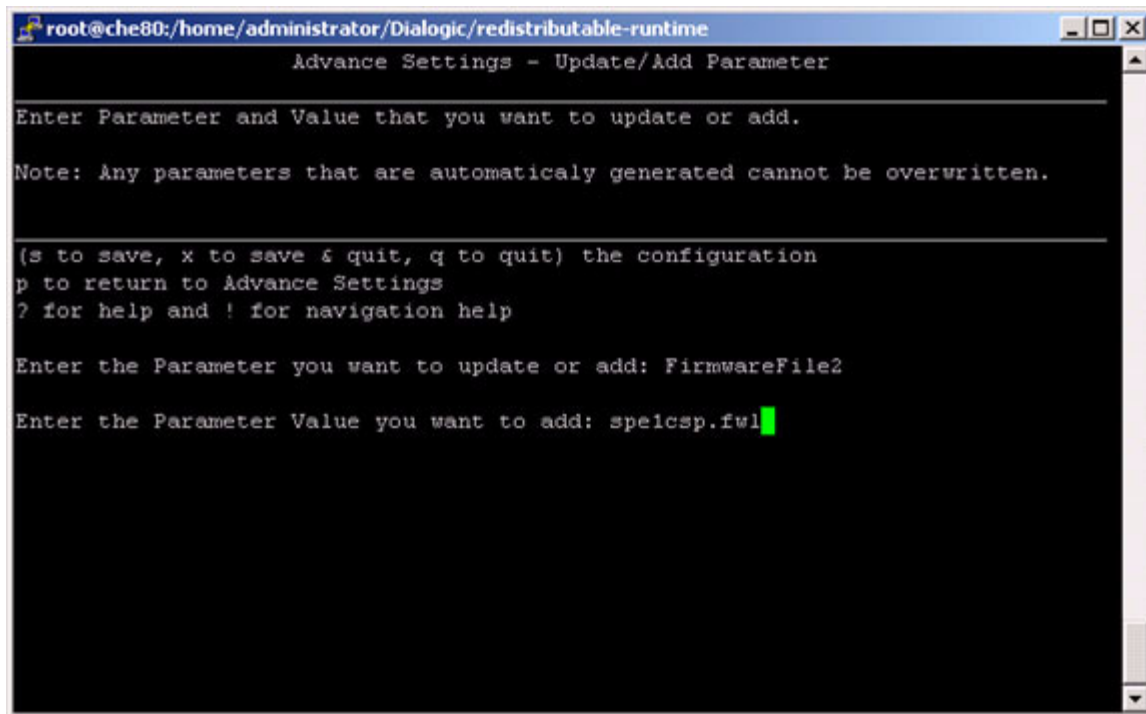 root@che80:/home/administrator/Dialogic/redistributable-runtime
Advance Settings - Update/Add Parameter
Enter Parameter and Value that you want to update or add.
Note: Any parameters that are automaticaly generated cannot be overwritten.
(s to save, x to save & quit, q to quit) the configuration
p to return to Advance Settings
? for help and ! for navigation help
Enter the Parameter you want to update or add: FirmwareFile2
Enter the Parameter Value you want to add: spe1csp.fwl